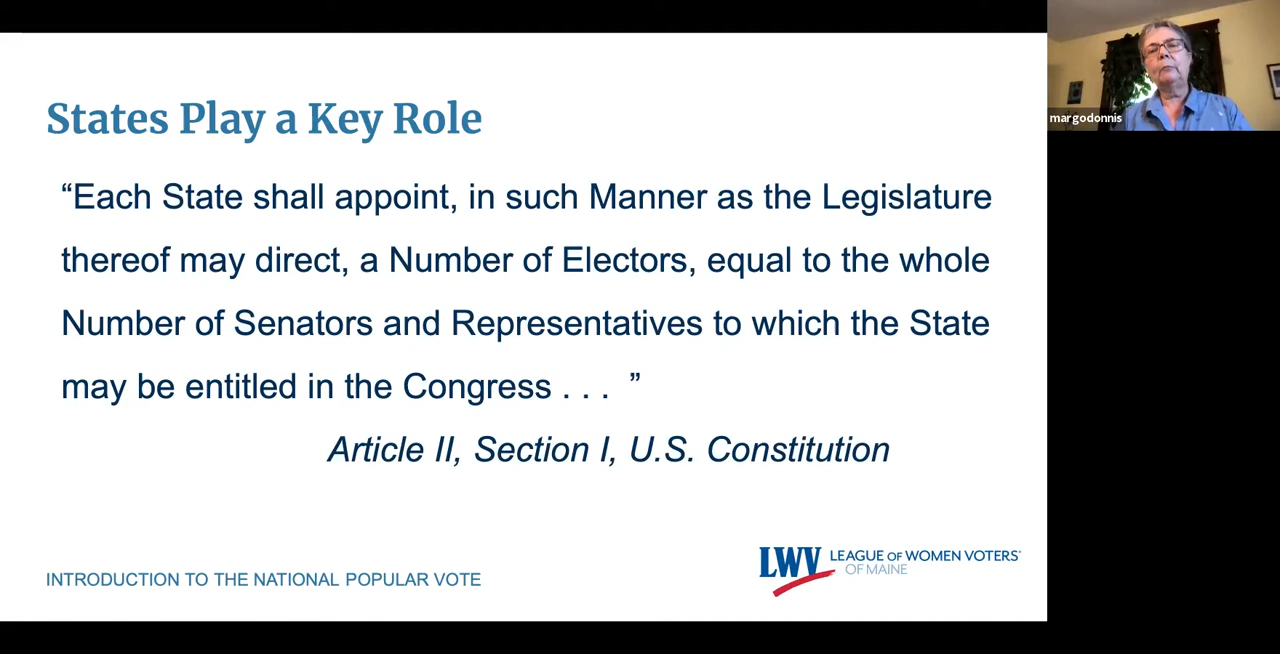 States Play a Key Role
“Each State shall appoint, in such Manner as the Legislature
thereof may direct, a Number of Electors, equal to the whole
Number of Senators and Representatives to which the State
may be entitled in the Congress . . . ”
Article II, Section I, U.S. Constitution
INTRODUCTION TO THE NATIONAL POPULAR VOTE
LWV LEAGUE OF WOMEN VOTERS®
OF MAINE
margodonnis